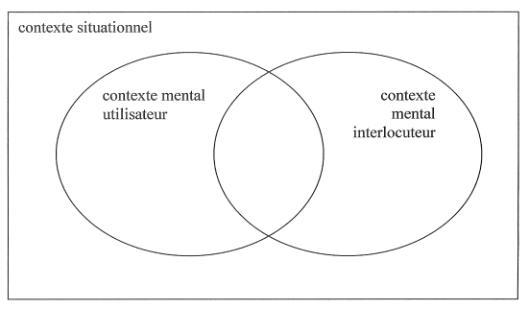 contexte situationnel
contexte mental
utilisateur
contexte
mental
interlocuteur